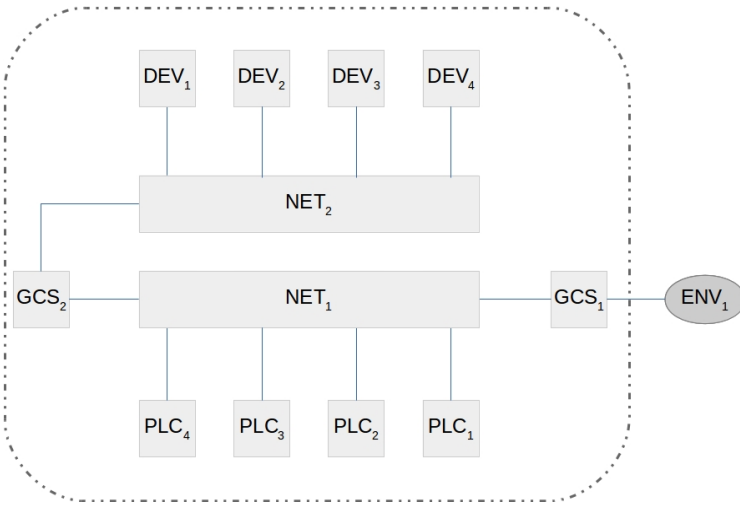 DEV₁ DEV₂ DEV₃ DEV₄
NET₂
GCS₂ NET₁ GCS₁ ENV₁
PLC₄ PLC₃ PLC₂ PLC₁